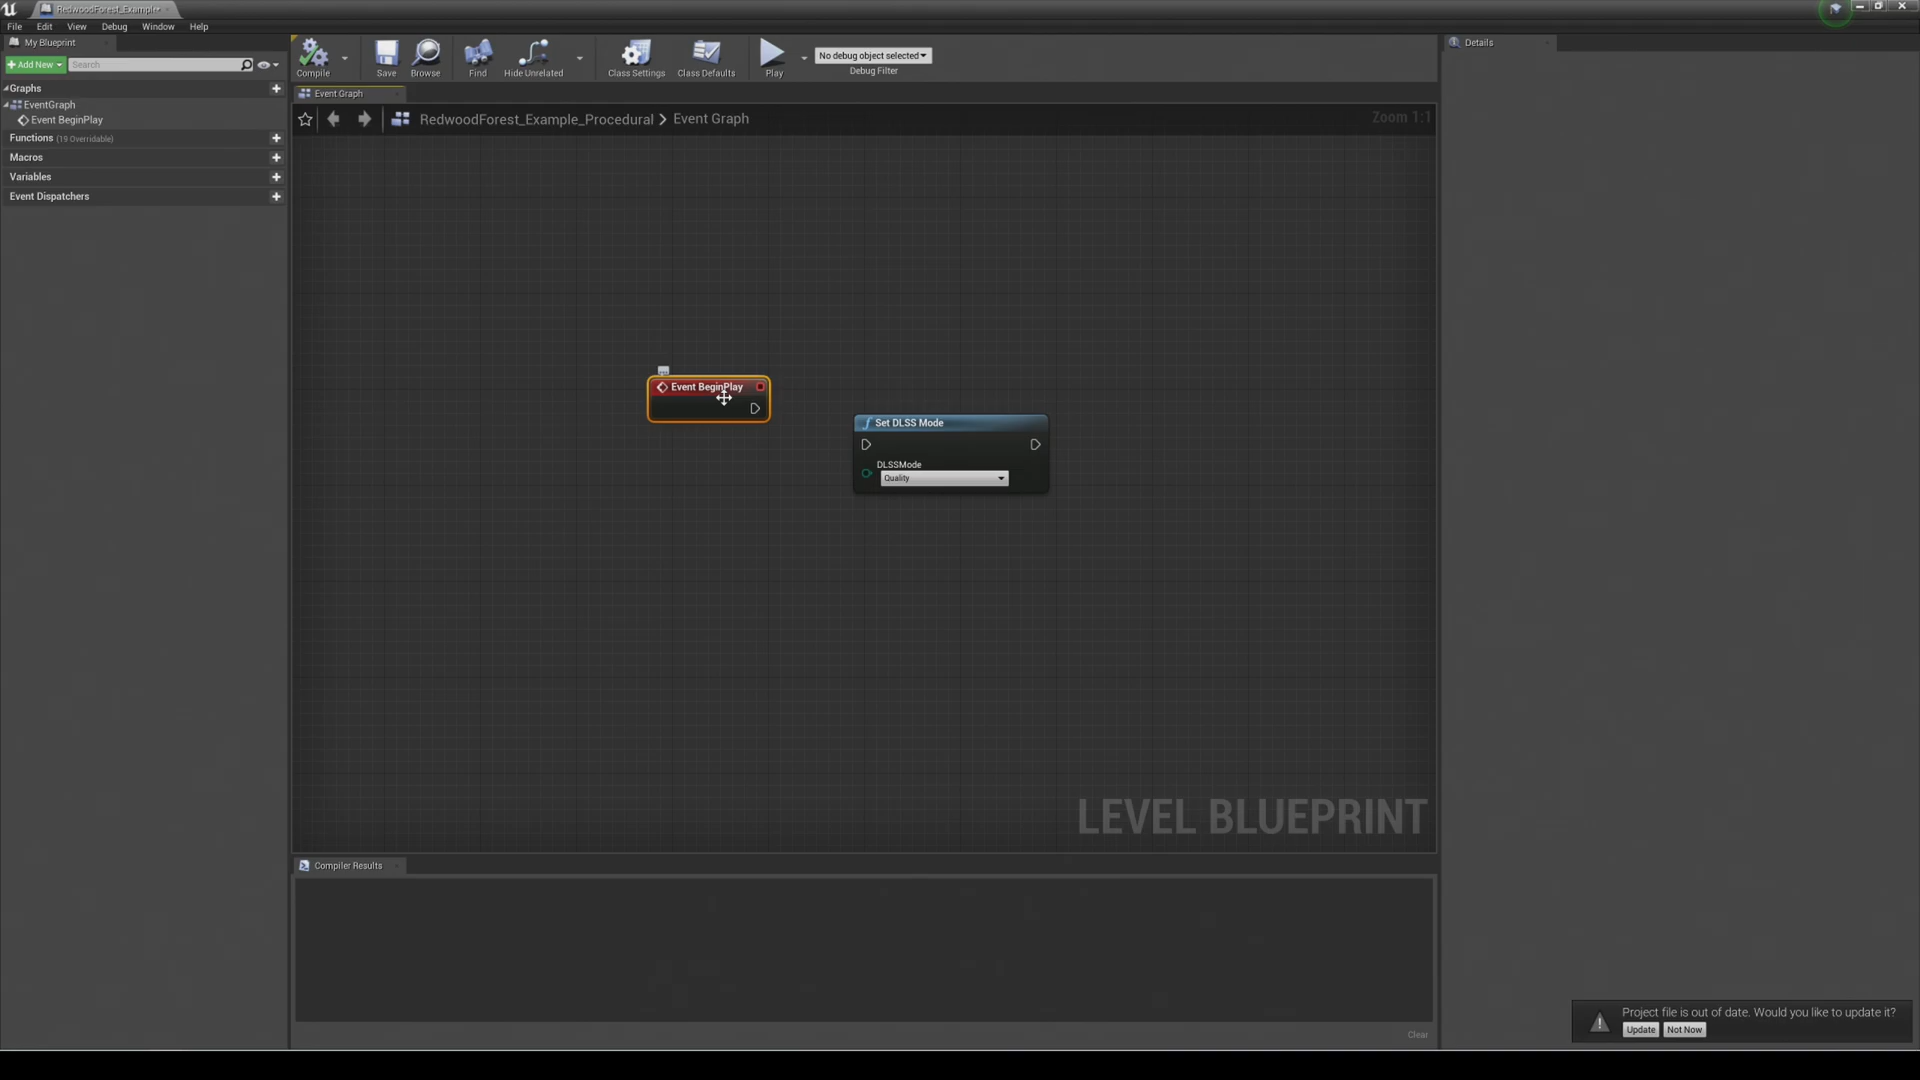 RedwoodForest_Example•
File Edit View Debug Window Help
My Blueprint
Details
Add New
Search
Compile
Save
Browse
Find
Hide Unrelated
Class Settings
Class Defaults
Play
No debug object selected
Debug Filter
Graphs
EventGraph
Event BeginPlay
Functions (19 Overridable)
Macros
Variables
Event Dispatchers
Event Graph
RedwoodForest_Example_Procedural > Event Graph
Zoom 1:1
Event BeginPlay
Set DLSS Mode
DLSSMode
Quality
LEVEL BLUEPRINT
Compiler Results
Clear
Project file is out of date. Would you like to update it?
Update Not Now